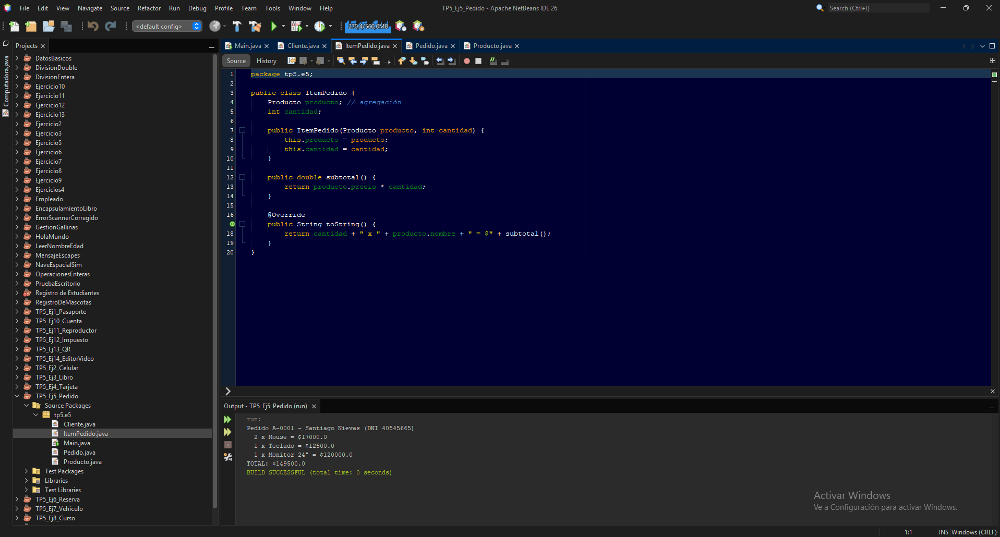 File Edit View Navigate Source Refactor Run Debug Profile Team Tools Window Help
TP5_Ej5_Pedido - Apache NetBeans IDE 26
Search (Ctrl+I)
<default config>
270,4/560,0MB
Computadora.java
Projects
DatosBasicos
DivisionDouble
DivisionEntera
Ejercicio10
Ejercicio11
Ejercicio12
Ejercicio13
Ejercicio2
Ejercicio3
Ejercicio5
Ejercicio6
Ejercicio7
Ejercicio8
Ejercicio9
Ejercicios4
Empleado
EncapsulamientoLibro
ErrorScannerCorregido
GestionGallinas
HolaMundo
LeerNombreEdad
MensajeEscapes
NaveEspacialSim
OperacionesEnteras
PruebaEscritorio
Registro de Estudiantes
RegistroDeMascotas
TP5_Ej1_Pasaporte
TP5_Ej10_Cuenta
TP5_Ej11_Reproductor
TP5_Ej12_Impuesto
TP5_Ej13_QR
TP5_Ej14_EditorVideo
TP5_Ej2_Celular
TP5_Ej3_Libro
TP5_Ej4_Tarjeta
TP5_Ej5_Pedido
Source Packages
tp5.e5
Cliente.java
ItemPedido.java
Main.java
Pedido.java
Producto.java
Test Packages
Libraries
Test Libraries
TP5_Ej6_Reserva
TP5_Ej7_Vehiculo
TP5_Ej8_Curso
Main.java Cliente.java ItemPedido.java Pedido.java Producto.java
Source History
1 package tp5.e5;
2
3 public class ItemPedido {
4 Producto producto; // agregación
5 int cantidad;
6
7 public ItemPedido(Producto producto, int cantidad) {
8 this.producto = producto;
9 this.cantidad = cantidad;
10 }
11
12 public double subtotal() {
13 return producto.precio * cantidad;
14 }
15
16 @Override
public String toString() {
18 return cantidad + " x " + producto.nombre + " = $" + subtotal();
19 }
20 }
Output - TP5_Ej5_Pedido (run)
run:
Pedido A-0001 - Santiago Nievas (DNI 40545665)
2 x Mouse = $17000.0
1 x Teclado = $12500.0
1 x Monitor 24" = $120000.0
TOTAL: $149500.0
BUILD SUCCESSFUL (total time: 0 seconds)
Activar Windows
Ve a Configuración para activar Windows.
1:1 INS Windows (CRLF)